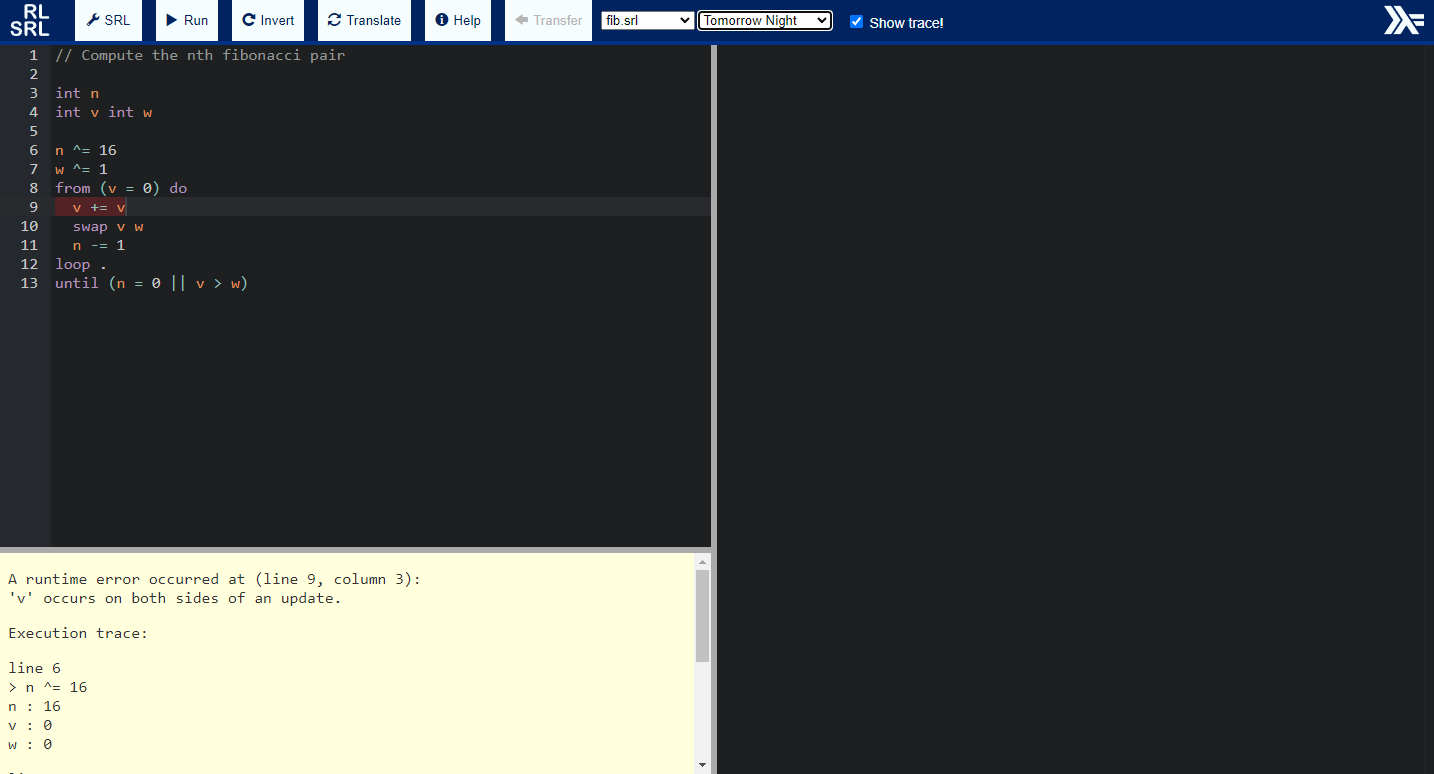 RL
SRL
SRL Run Invert Translate Help Transfer fib.srl Tomorrow Night Show trace!
1 // Compute the nth fibonacci pair
2
3 int n
4 int v int w
5
6 n ^= 16
7 w ^= 1
8 from (v = 0) do
9 v += v
10 swap v w
11 n -= 1
12 loop .
13 until (n = 0 || v > w)
A runtime error occurred at (line 9, column 3):
'v' occurs on both sides of an update.
Execution trace:
line 6
> n ^= 16
n : 16
v : 0
w : 0